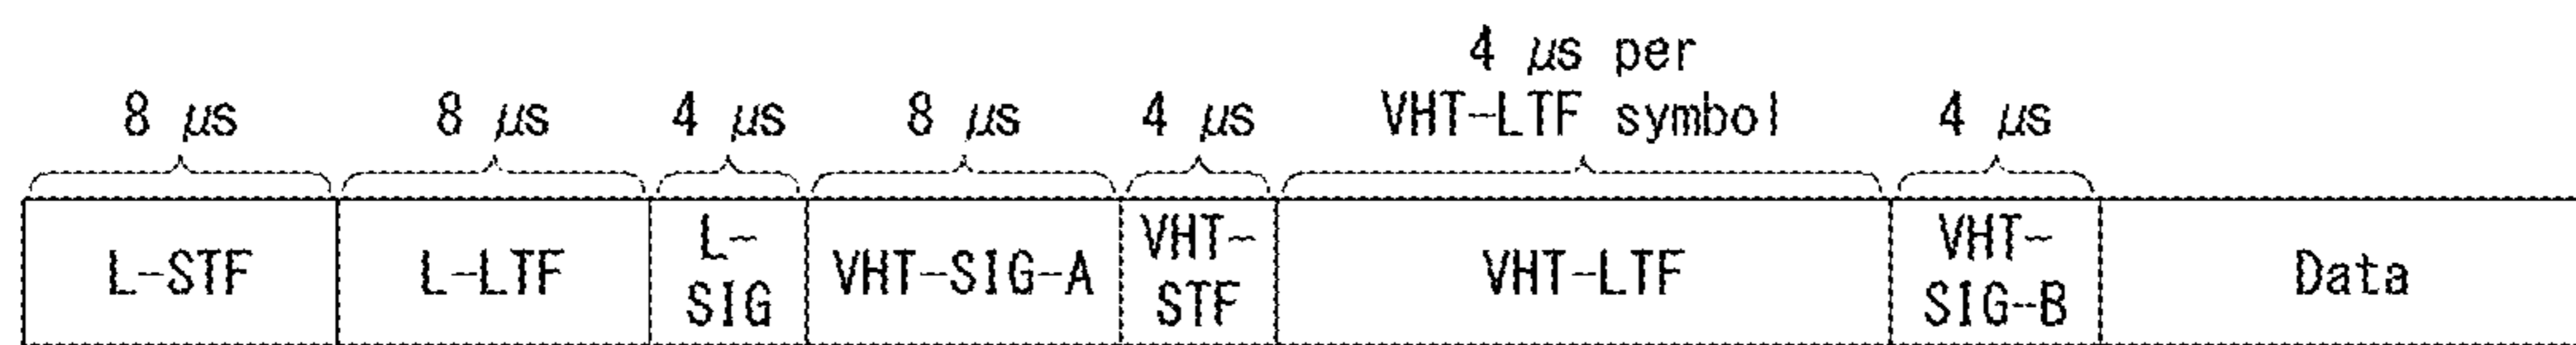 4 μs per
8 μs 8 μs 4 μs 8 μs 4 μs VHT-LTF symbol 4 μs
L-STF L-LTF L-SIG VHT-SIG-A VHT-STF VHT-LTF VHT-SIG-B Data